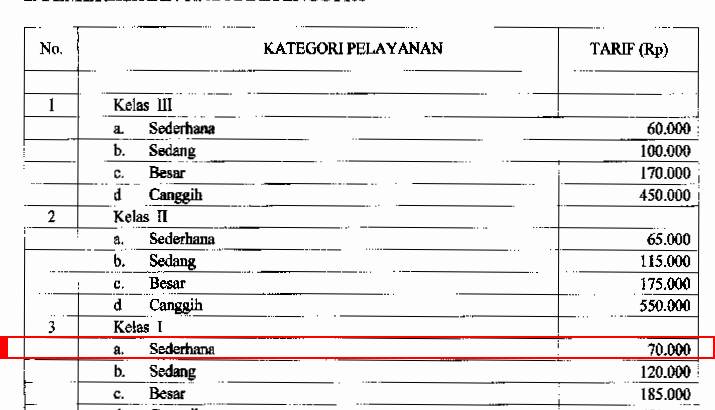 No. KATEGORI PELAYANAN TARIF (Rp)
1 Kelas III
a. Sederhana 60.000
b. Sedang 100.000
c. Besar 170.000
d Canggih 450.000
2 Kelas II
a. Sederhana 65.000
b. Sedang 115.000
c. Besar 175.000
d Canggih 550.000
3 Kelas I
a. Sederhana 70.000
b. Sedang 120.000
c. Besar 185.000